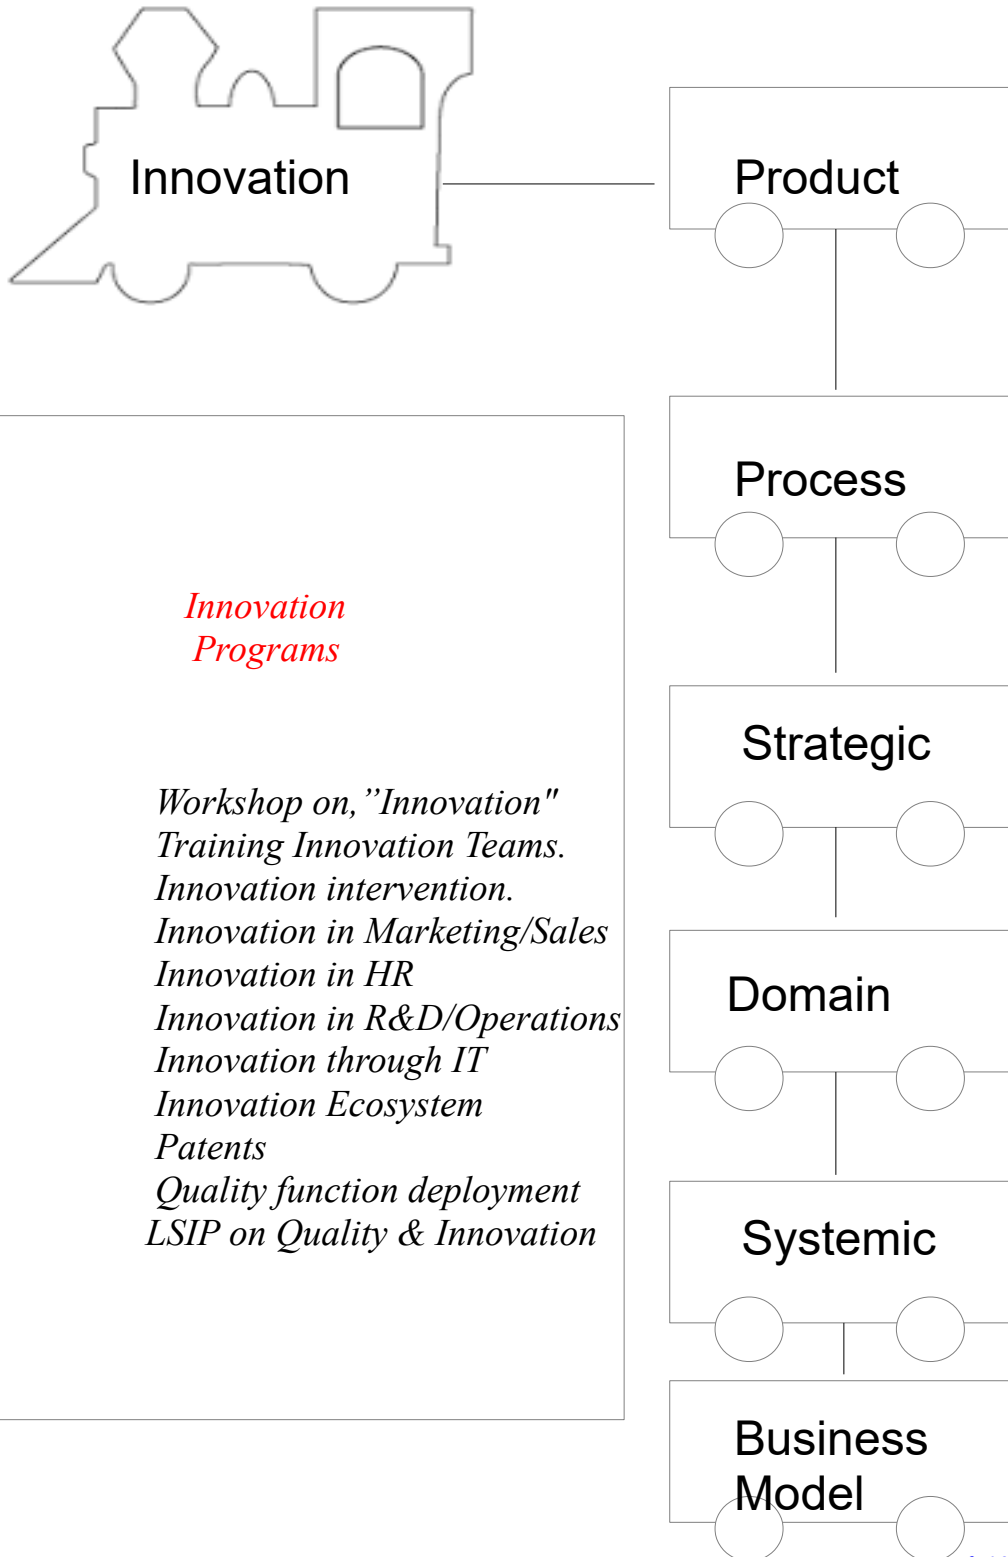 Innovation
Product
Process
Strategic
Domain
Systemic
Business
Model
Innovation
Programs
Workshop on,”Innovation"
Training Innovation Teams.
Innovation intervention.
Innovation in Marketing/Sales
Innovation in HR
Innovation in R&D/Operations
Innovation through IT
Innovation Ecosystem
Patents
Quality function deployment
LSIP on Quality & Innovation